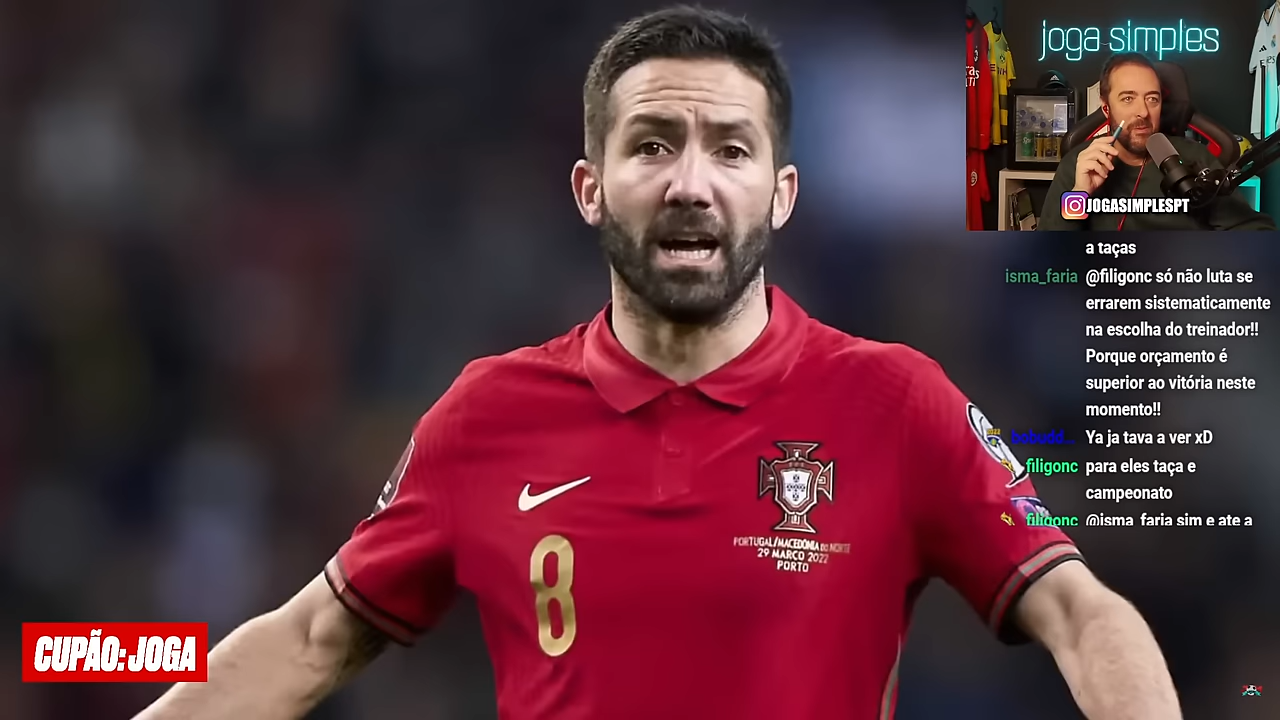 joga simples
JOGASIMPLESPT
a taças
isma_faria @filigonc só não luta se
errarem sistematicamente
na escolha do treinador!!
Porque orçamento é
superior ao vitória neste
momento!!
bobudd... Ya ja tava a ver xD
filigonc para eles taça e
campeonato
filigonc @isma_faria sim e ate a
8
PORTUGAL/MACEDÓNIA DO NORTE
29 MARÇO 2022
PORTO
CUPÃO: JOGA